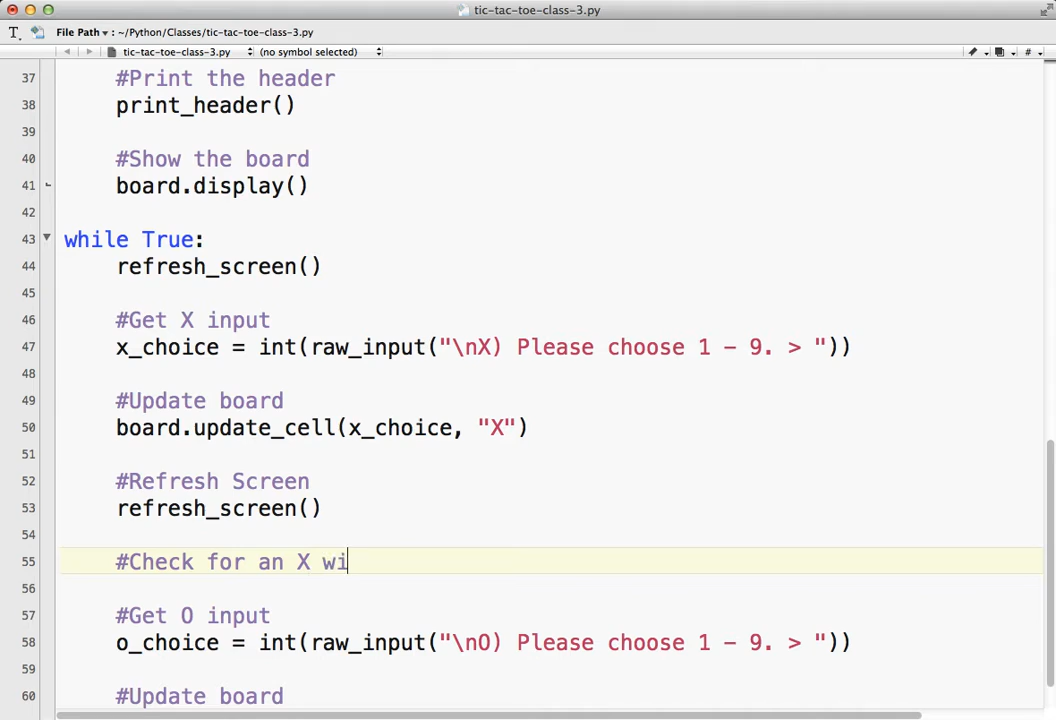 tic-tac-toe-class-3.py
File Path ▾ : ~/Python/Classes/tic-tac-toe-class-3.py
tic-tac-toe-class-3.py (no symbol selected)
37 #Print the header
38 print_header()
39
40 #Show the board
41 board.display()
42
43 while True:
44 refresh_screen()
45
46 #Get X input
47 x_choice = int(raw_input("\nX) Please choose 1 - 9. > "))
48
49 #Update board
50 board.update_cell(x_choice, "X")
51
52 #Refresh Screen
53 refresh_screen()
54
55 #Check for an X wi
56
57 #Get O input
58 o_choice = int(raw_input("\nO) Please choose 1 - 9. > "))
59
60 #Update board